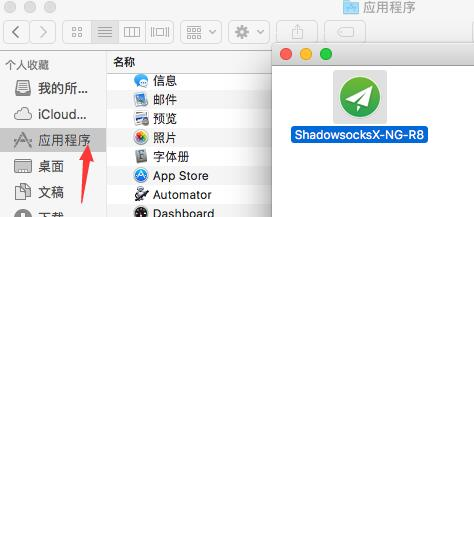 应用程序
个人收藏
我的所...
iCloud...
应用程序
桌面
文稿
下载
名称
信息
邮件
预览
照片
字体册
App Store
Automator
Dashboard
ShadowsocksX-NG-R8